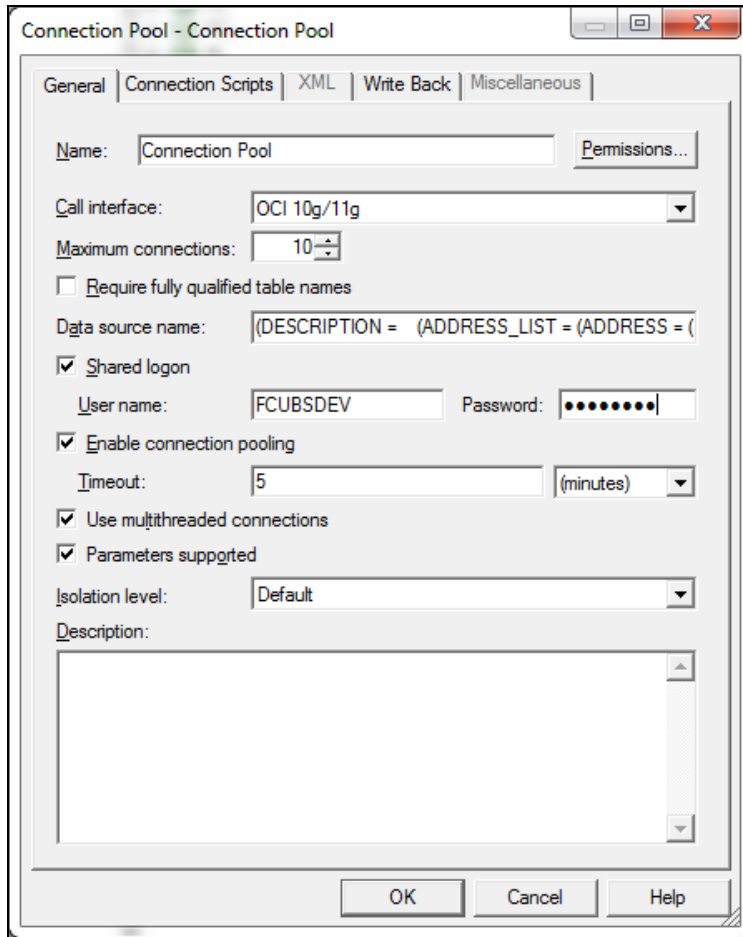 Connection Pool - Connection Pool
General Connection Scripts XML Write Back Miscellaneous
Name: Connection Pool Permissions...
Call interface: OCI 10g/11g
Maximum connections: 10
Require fully qualified table names
Data source name: (DESCRIPTION = (ADDRESS_LIST = (ADDRESS = (
Shared logon
User name: FCUBSDEV Password: ●●●●●●●●
Enable connection pooling
Timeout: 5 (minutes)
Use multithreaded connections
Parameters supported
Isolation level: Default
Description:
OK Cancel Help